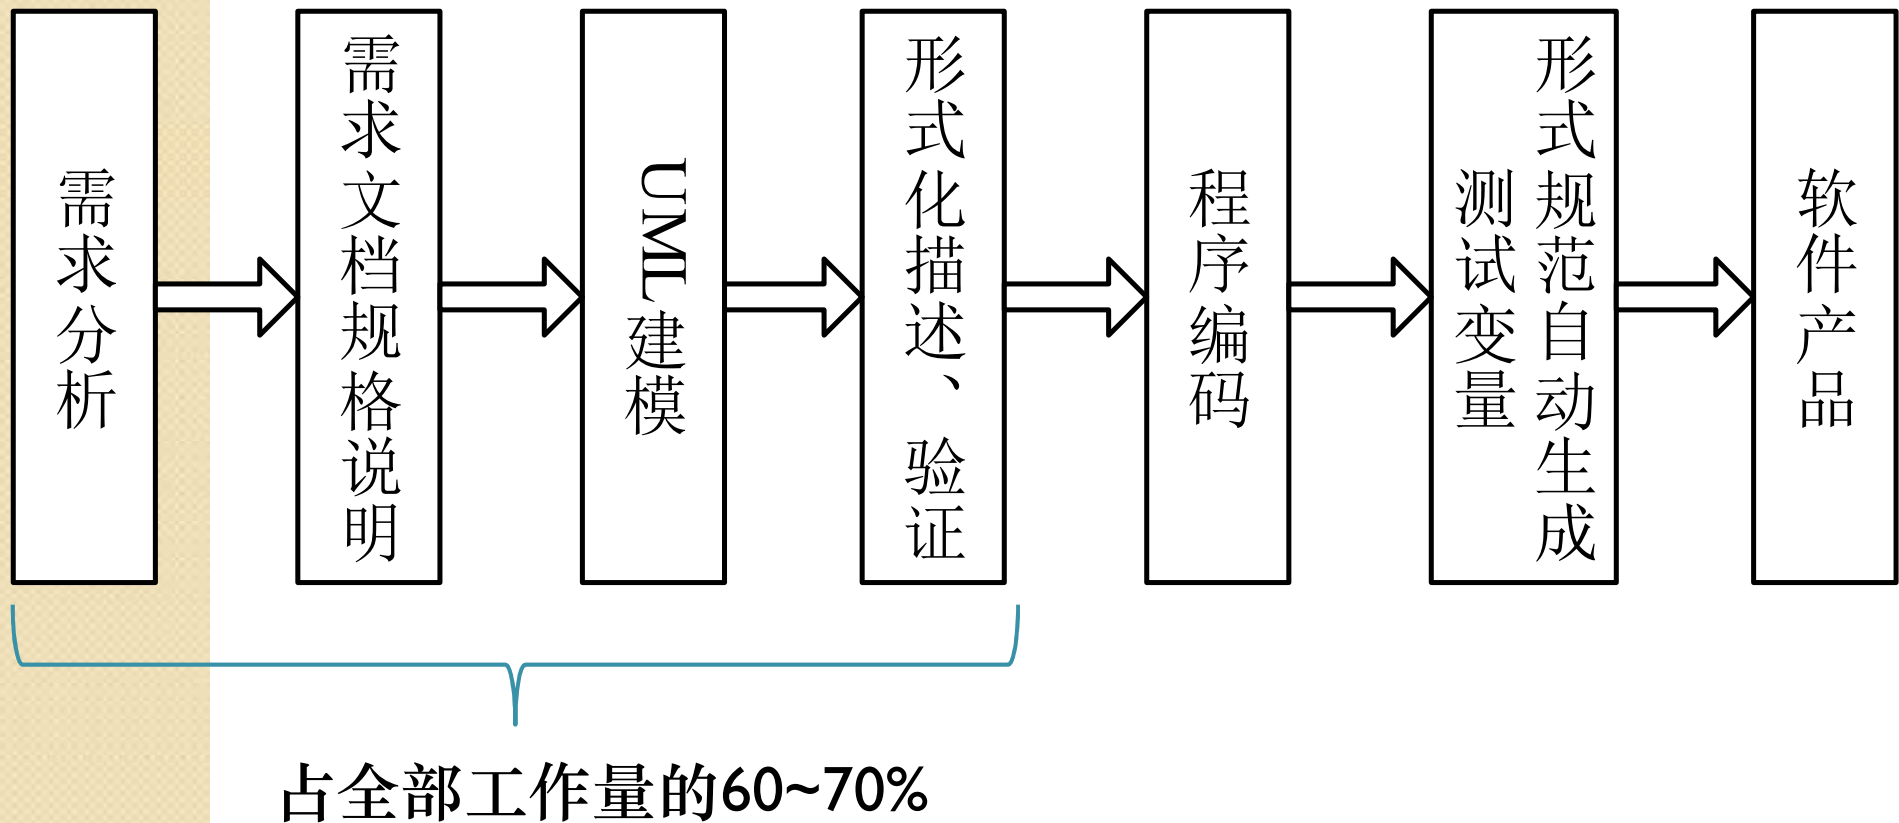 需求分析
需求文档规格说明
UML建模
形式化描述、验证
程序编码
形式规范自动生成
测试变量
软件产品
占全部工作量的60~70%